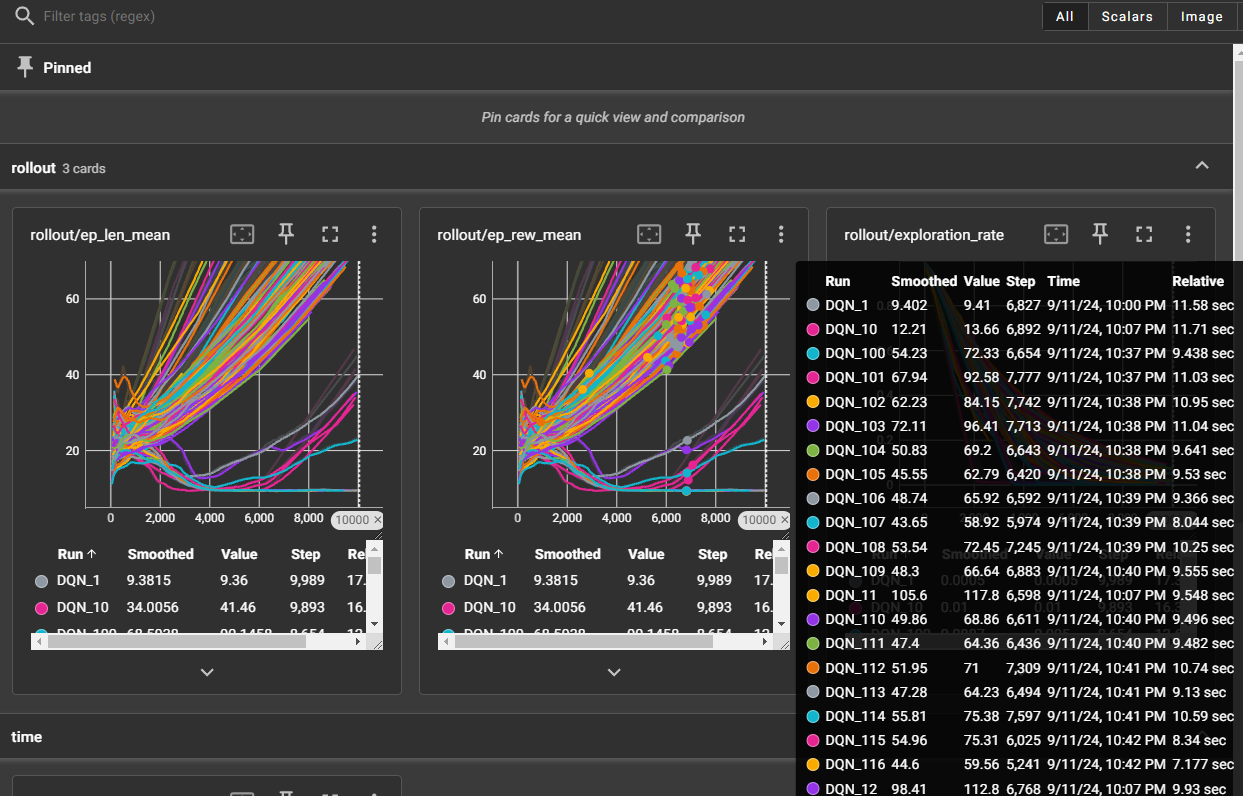 Filter tags (regex)
All Scalars Image
Pinned
Pin cards for a quick view and comparison
rollout 3 cards
rollout/ep_len_mean
60
40
20
0 2,000 4,000 6,000 8,000 10000 ×
Run ↑ Smoothed Value Step Re
DQN_1 9.3815 9.36 9,989 17.
DQN_10 34.0056 41.46 9,893 16.
rollout/ep_rew_mean
60
40
20
0 2,000 4,000 6,000 8,000 10000 ×
Run ↑ Smoothed Value Step Re
DQN_1 9.3815 9.36 9,989 17.
DQN_10 34.0056 41.46 9,893 16.
rollout/exploration_rate
Run Smoothed Value Step Time Relative
DQN_1 9.402 9.41 6,827 9/11/24, 10:00 PM 11.58 sec
DQN_10 12.21 13.66 6,892 9/11/24, 10:07 PM 11.71 sec
DQN_100 54.23 72.33 6,654 9/11/24, 10:37 PM 9.438 sec
DQN_101 67.94 92.58 7,777 9/11/24, 10:37 PM 11.03 sec
DQN_102 62.23 84.15 7,742 9/11/24, 10:38 PM 10.95 sec
DQN_103 72.11 96.41 7,713 9/11/24, 10:38 PM 11.04 sec
DQN_104 50.83 69.2 6,643 9/11/24, 10:38 PM 9.641 sec
DQN_105 45.55 62.79 6,420 9/11/24, 10:38 PM 9.53 sec
DQN_106 48.74 65.92 6,592 9/11/24, 10:39 PM 9.366 sec
DQN_107 43.65 58.92 5,974 9/11/24, 10:39 PM 8.044 sec
DQN_108 53.54 72.45 7,245 9/11/24, 10:39 PM 10.25 sec
DQN_109 48.3 66.64 6,883 9/11/24, 10:40 PM 9.555 sec
DQN_11 105.6 117.8 6,598 9/11/24, 10:07 PM 9.548 sec
DQN_110 49.86 68.86 6,611 9/11/24, 10:40 PM 9.496 sec
DQN_111 47.4 64.36 6,436 9/11/24, 10:40 PM 9.482 sec
DQN_112 51.95 71 7,309 9/11/24, 10:41 PM 10.74 sec
DQN_113 47.28 64.23 6,494 9/11/24, 10:41 PM 9.13 sec
DQN_114 55.81 75.38 7,597 9/11/24, 10:41 PM 10.59 sec
DQN_115 54.96 75.31 6,025 9/11/24, 10:42 PM 8.34 sec
DQN_116 44.6 59.56 5,241 9/11/24, 10:42 PM 7.177 sec
DQN_12 98.41 112.8 6,768 9/11/24, 10:07 PM 9.93 sec
time